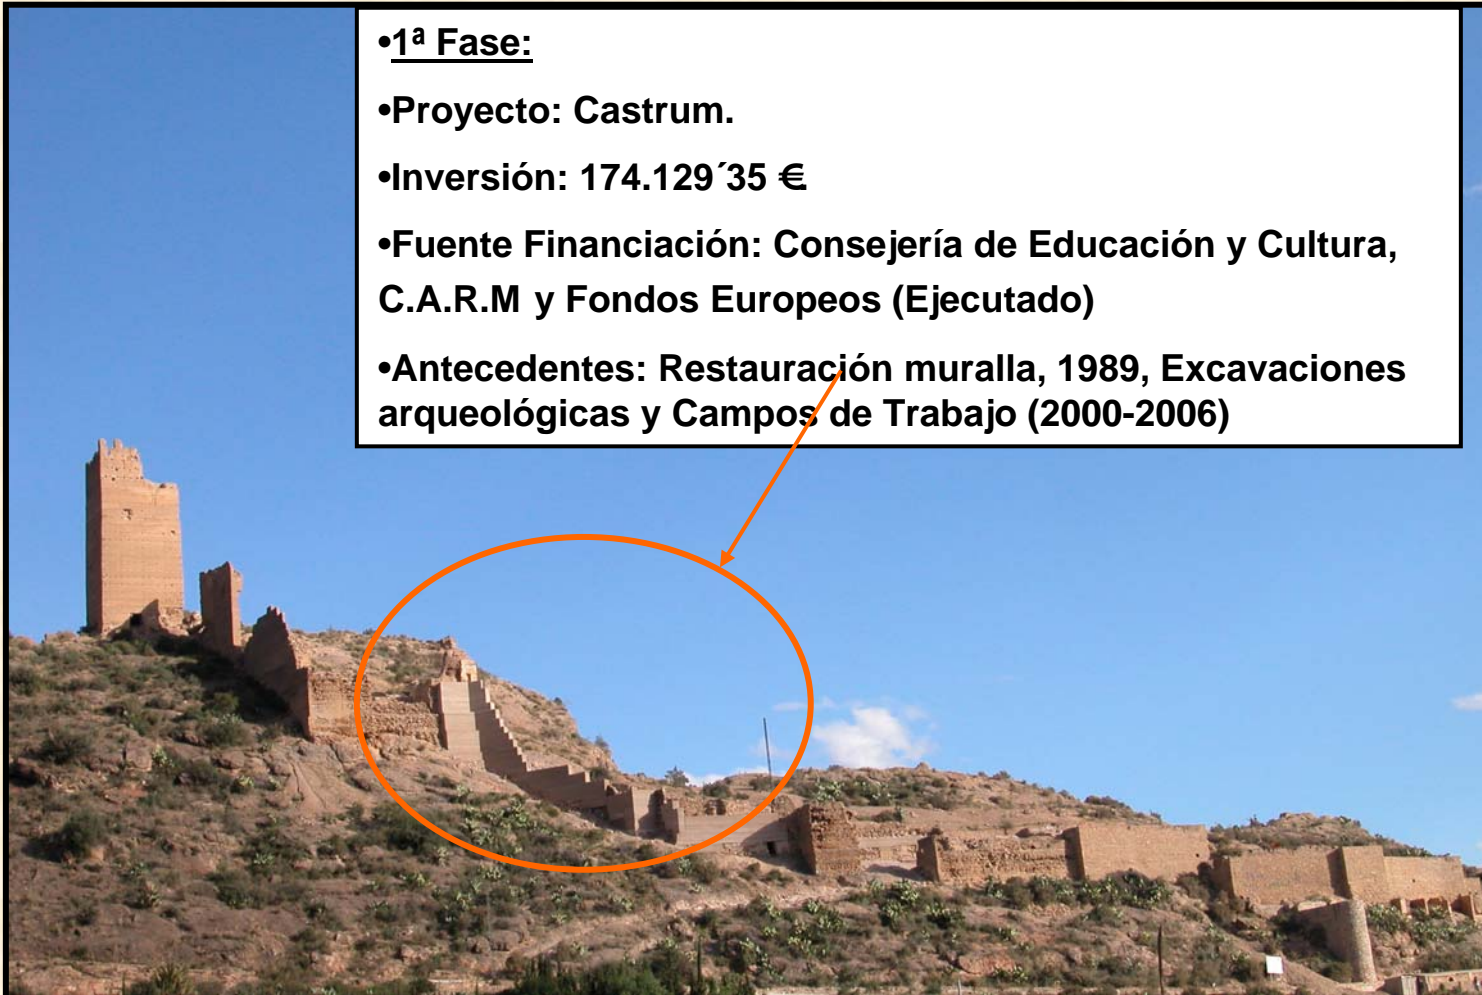 •1ª Fase:
•Proyecto: Castrum.
•Inversión: 174.129´35 €
•Fuente Financiación: Consejería de Educación y Cultura,
C.A.R.M y Fondos Europeos (Ejecutado)
•Antecedentes: Restauración muralla, 1989, Excavaciones
arqueológicas y Campos de Trabajo (2000-2006)